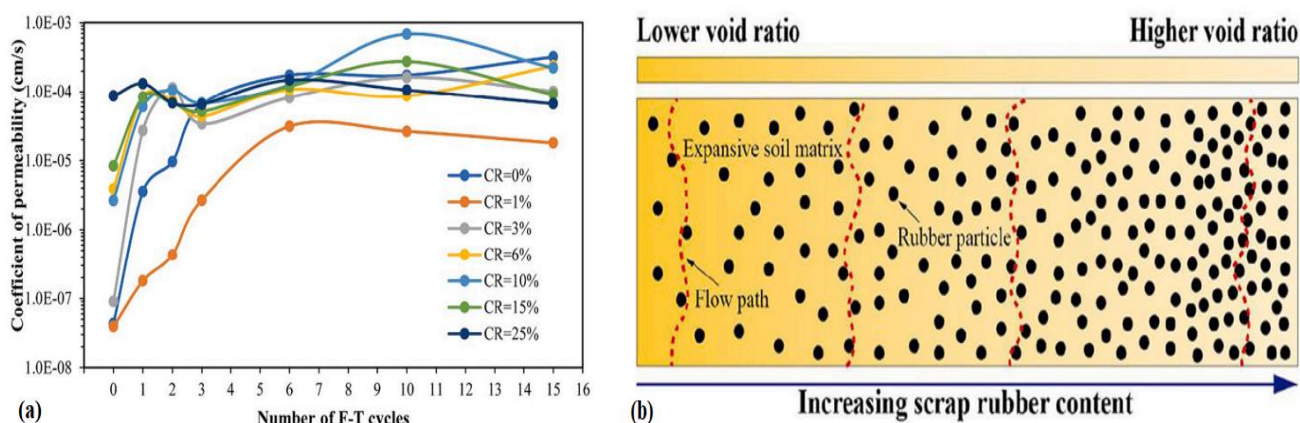 1.0E-03
1.0E-04
1.0E-05
1.0E-06
1.0E-07
1.0E-08
Coefficient of permeability (cm/s)
CR=0%
CR=1%
CR=3%
CR=6%
CR=10%
CR=15%
CR=25%
0 1 2 3 4 5 6 7 8 9 10 11 12 13 14 15 16
Number of F-T cycles
(a)
Lower void ratio Higher void ratio
Expansive soil matrix
Rubber particle
Flow path
Increasing scrap rubber content
(b)